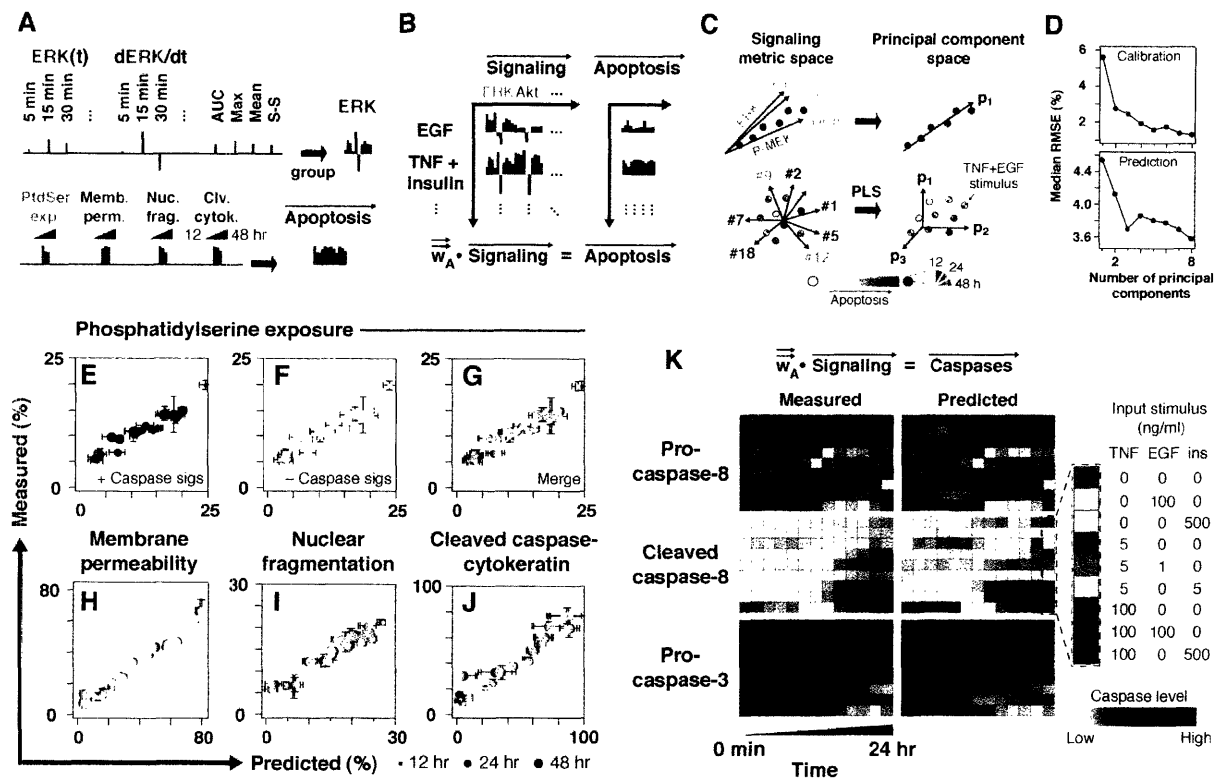 A
ERK(t) dERK/dt
5 min
15 min
30 min
...
5 min
15 min
30 min
...
AUC
Max
Mean
S-S
ERK
group
PtdSer exp
Memb. perm.
Nuc. frag.
Clv. cytok.
12 48 hr
Apoptosis
B
Signaling Apoptosis
ERK Akt ...
EGF
...
TNF + insulin
...
w_A • Signaling = Apoptosis
C
Signaling metric space
Principal component space
P-MEK
p1
#9
#2
#7
#1
#5
#18
#12
PLS
p1
p2
p3
TNF+EGF stimulus
12
24
48 h
Apoptosis
D
Median RMSE (%)
6
4
2
0
Calibration
Prediction
4.4
4.0
3.6
2 8
Number of principal components
Phosphatidylserine exposure
25
E
F
25
G
15
+ Caspase sigs
− Caspase sigs
Merge
0
0
0 25
25
Measured (%)
Membrane permeability
Nuclear fragmentation
Cleaved caspase-cytokeratin
80
H
30
I
100
J
0
0
0
0 80
0 30
0 100
Predicted (%)
12 hr
24 hr
48 hr
K
w_A • Signaling = Caspases
Measured Predicted
Pro-caspase-8
Cleaved caspase-8
Pro-caspase-3
0 min 24 hr
Time
Input stimulus (ng/ml)
TNF EGF ins
0 0 0
0 100 0
0 0 500
5 0 0
5 1 0
5 0 5
100 0 0
100 100 0
100 0 500
Caspase level
Low High